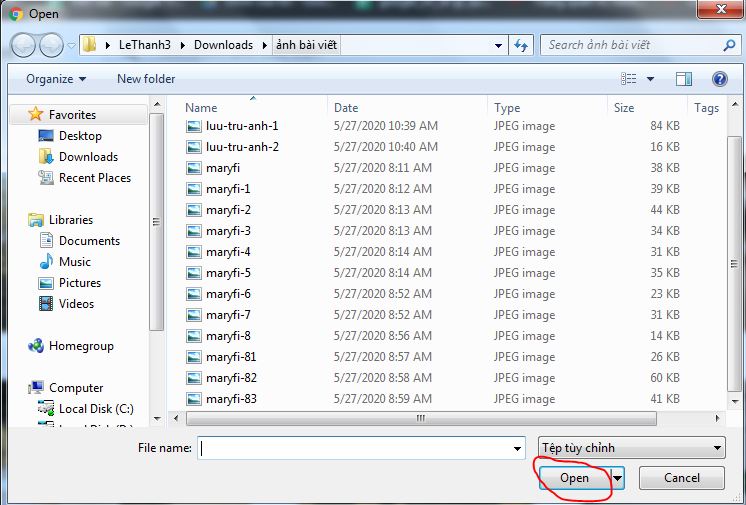 Open
LeThanh3 Downloads ảnh bài viết Search ảnh bài viết
Organize New folder
Name Date Type Size Tags
luu-tru-anh-1 5/27/2020 10:39 AM JPEG image 84 KB
luu-tru-anh-2 5/27/2020 10:40 AM JPEG image 16 KB
maryfi 5/27/2020 8:11 AM JPEG image 38 KB
maryfi-1 5/27/2020 8:12 AM JPEG image 39 KB
maryfi-2 5/27/2020 8:13 AM JPEG image 44 KB
maryfi-3 5/27/2020 8:13 AM JPEG image 34 KB
maryfi-4 5/27/2020 8:14 AM JPEG image 31 KB
maryfi-5 5/27/2020 8:14 AM JPEG image 35 KB
maryfi-6 5/27/2020 8:52 AM JPEG image 23 KB
maryfi-7 5/27/2020 8:52 AM JPEG image 31 KB
maryfi-8 5/27/2020 8:56 AM JPEG image 14 KB
maryfi-81 5/27/2020 8:57 AM JPEG image 26 KB
maryfi-82 5/27/2020 8:58 AM JPEG image 60 KB
maryfi-83 5/27/2020 8:59 AM JPEG image 41 KB
Favorites
Desktop
Downloads
Recent Places
Libraries
Documents
Music
Pictures
Videos
Homegroup
Computer
Local Disk (C:)
File name: Tệp tùy chỉnh
Open Cancel